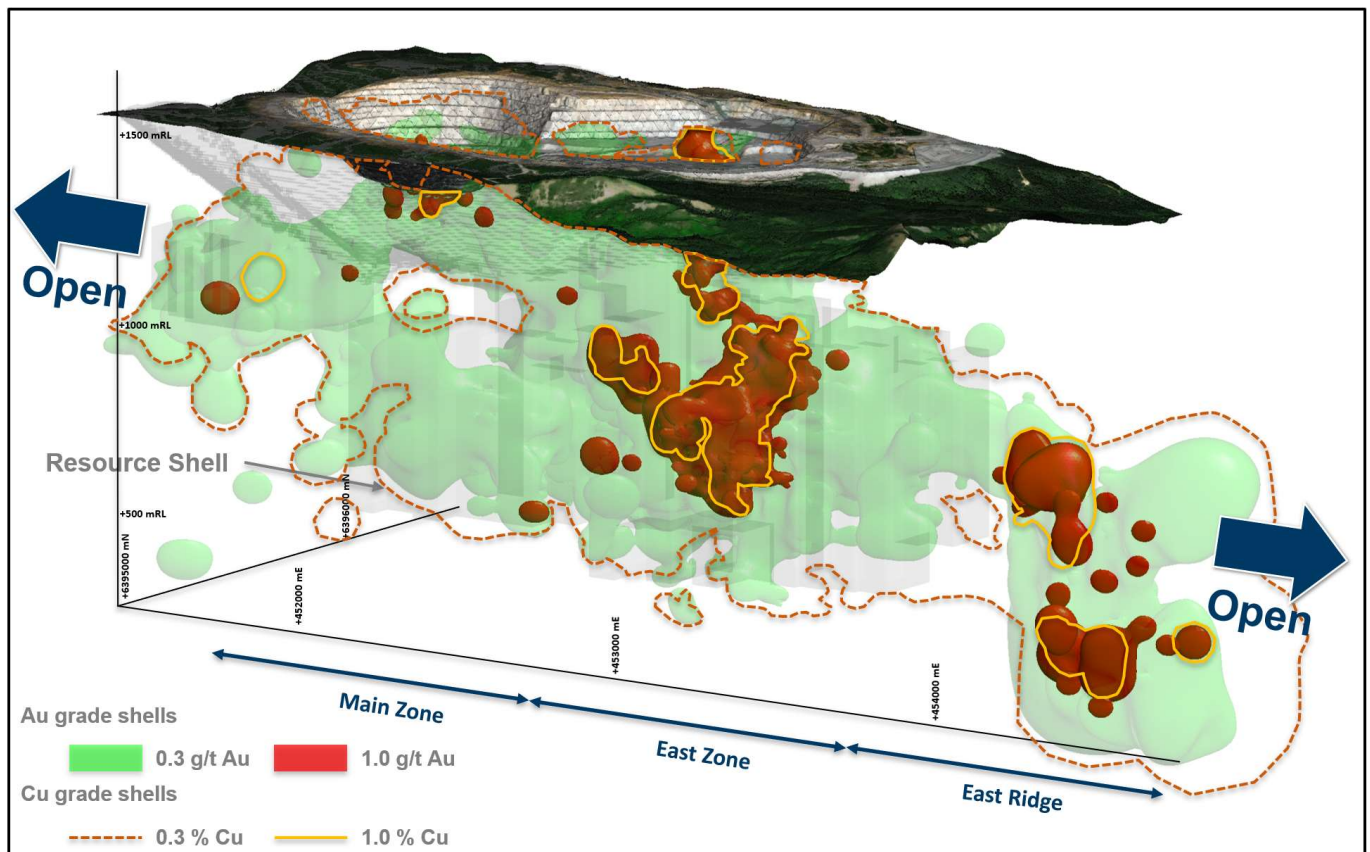 +1500 mRL
Open
+1000 mRL
Resource Shell
+500 mRL
+6395000 mN
+6396000 mN
+452000 mE
+453000 mE
+454000 mE
Open
Main Zone
East Zone
East Ridge
Au grade shells
0.3 g/t Au
1.0 g/t Au
Cu grade shells
0.3 % Cu
1.0 % Cu